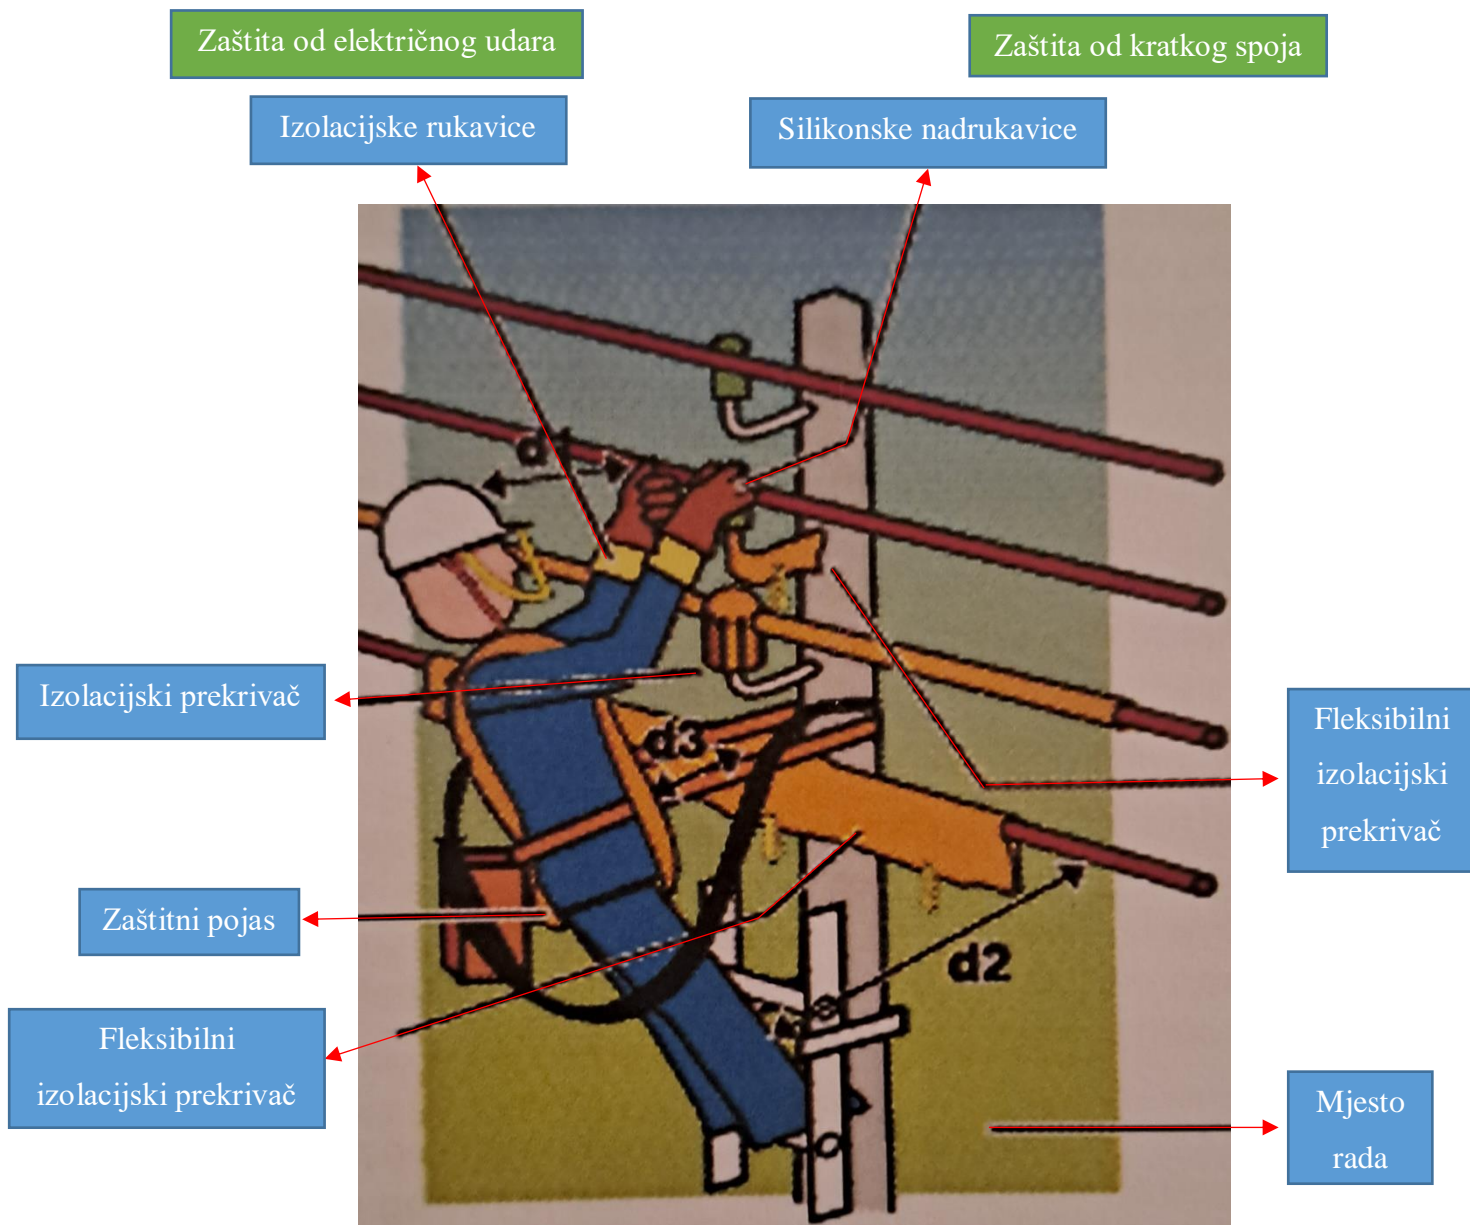 Zaštita od električnog udara
Zaštita od kratkog spoja
Izolacijske rukavice
Silikonske nadrukavice
d
Izolacijski prekrivač
d3
Fleksibilni
izolacijski
prekrivač
Zaštitni pojas
d2
Fleksibilni
izolacijski prekrivač
Mjesto
rada